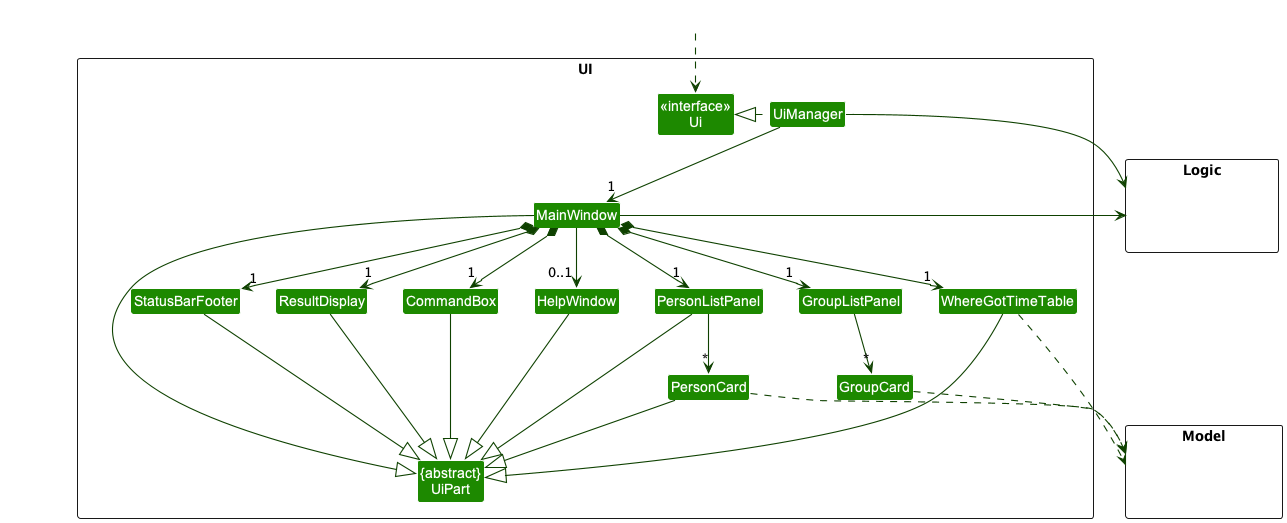 UI
«interface»
Ui
UiManager
Logic
1
MainWindow
1
1
1
0..1
1
1
1
StatusBarFooter
ResultDisplay
CommandBox
HelpWindow
PersonListPanel
GroupListPanel
WhereGotTimeTable
*
*
PersonCard
GroupCard
Model
{abstract}
UiPart